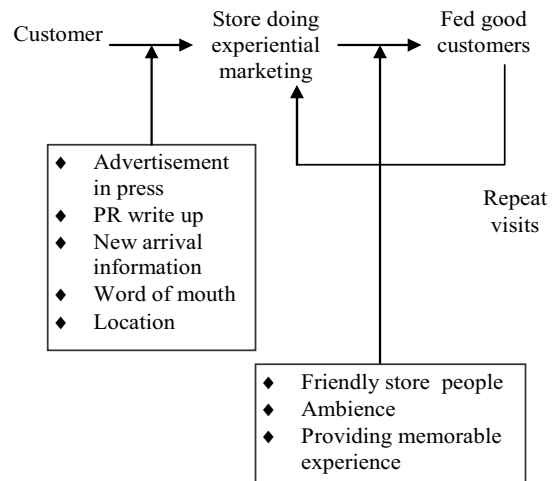 Customer
Store doing
experiential
marketing
Fed good
customers
♦ Advertisement
in press
♦ PR write up
♦ New arrival
information
♦ Word of mouth
♦ Location
Repeat
visits
♦ Friendly store people
♦ Ambience
♦ Providing memorable
experience